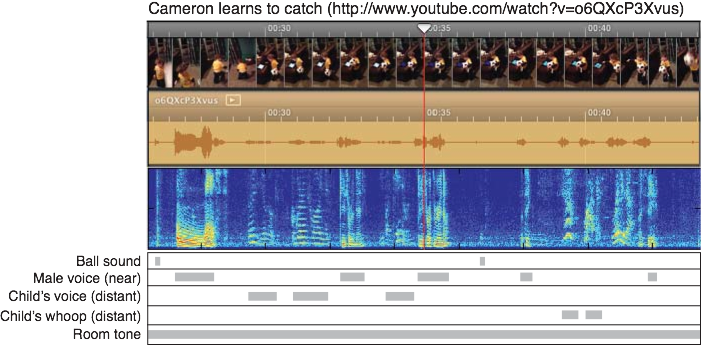 Cameron learns to catch (http://www.youtube.com/watch?v=o6QXcP3Xvus)
00:30 00:35 00:40
o6QXcP3Xvus
00:30 00:35 00:40
Ball sound
Male voice (near)
Child's voice (distant)
Child's whoop (distant)
Room tone